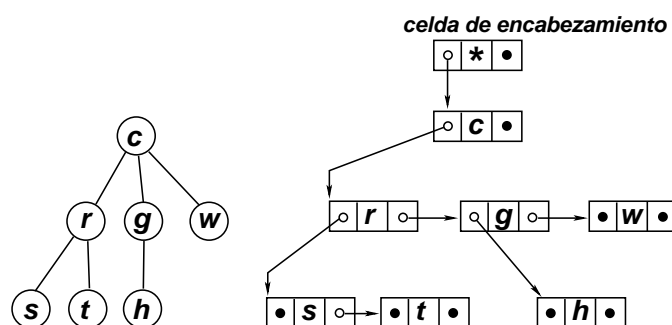 celda de encabezamiento
*
c
c
r g w
r g w
s t h
s t h